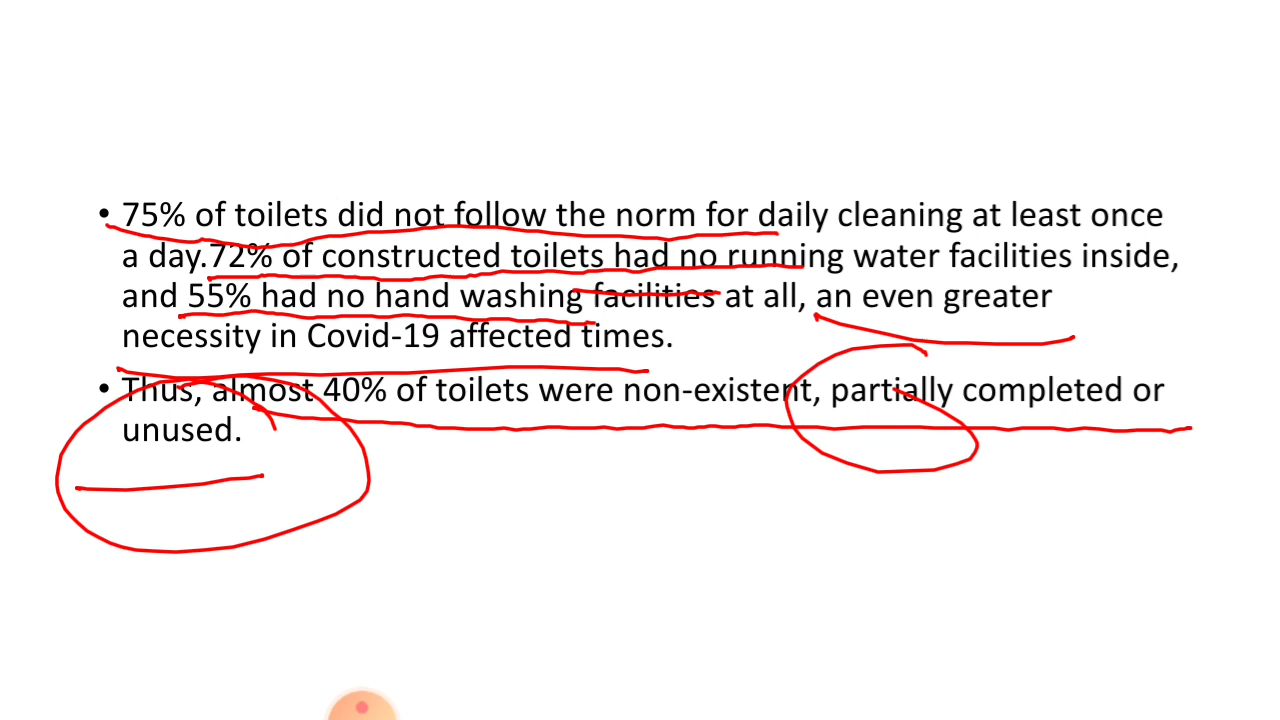 • 75% of toilets did not follow the norm for daily cleaning at least once
a day.72% of constructed toilets had no running water facilities inside,
and 55% had no hand washing facilities at all, an even greater
necessity in Covid-19 affected times.
• Thus, almost 40% of toilets were non-existent, partially completed or
unused.